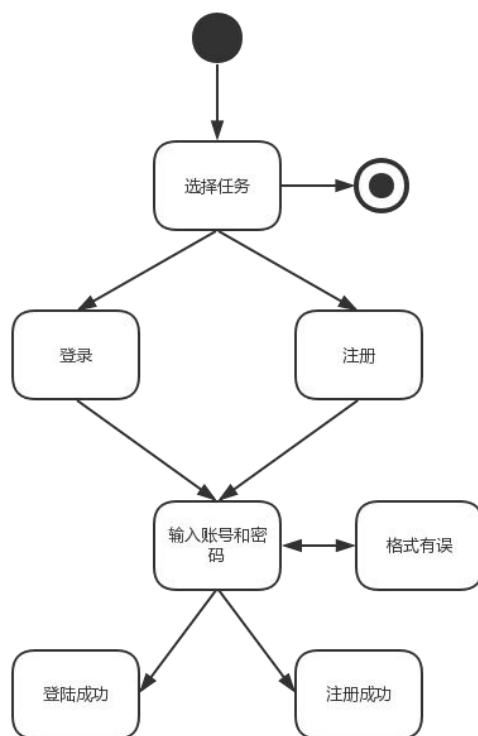 选择任务
登录
注册
输入账号和密
码
格式有误
登陆成功
注册成功